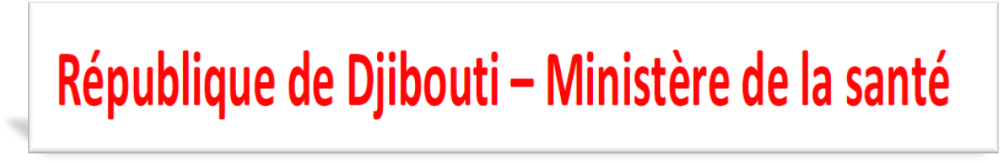 République de Djibouti – Ministère de la santé